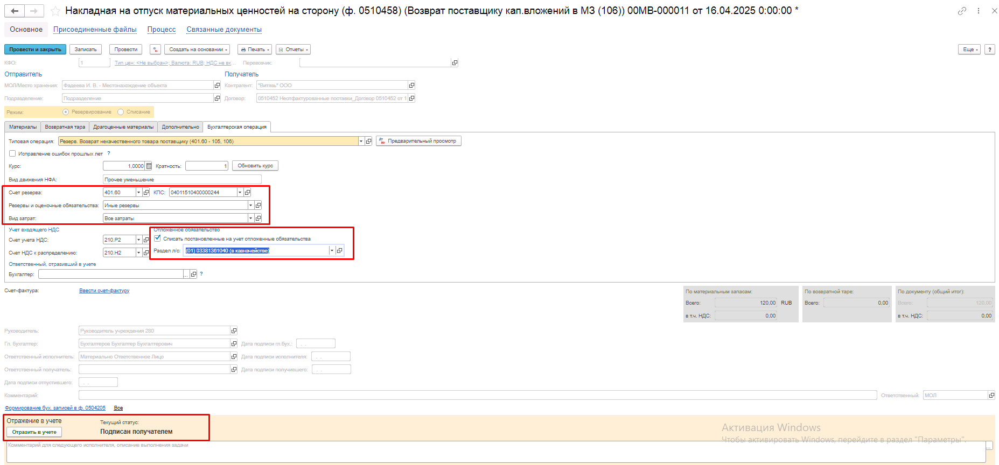 Накладная на отпуск материальных ценностей на сторону (ф. 0510458) (Возврат поставщику кап.вложений в МЗ (106)) 00МВ-000011 от 16.04.2025 0:00:00 *
Основное Присоединенные файлы Процесс Связанные документы
Провести и закрыть Записать Провести Создать на основании Печать Отчеты Еще ?
КФО: 1 Тип цен: <Не выбран>; Валюта: RUB; НДС не вк... Перевозчик:
Отправитель Получатель
МОЛ/Место хранения: Фадеева И. В. - Местонахождение объекта Контрагент: "Витязь" ООО
Подразделение: Подразделение Договор: 0510452 Неотфактурованные поставки_Договор 0510452 от 1
Режим: Резервирование Списание
Материалы Возвратная тара Драгоценные материалы Дополнительно Бухгалтерская операция
Типовая операция: Резерв. Возврат некачественного товара поставщику (401.60 - 105, 106) Дт Кт Предварительный просмотр
Исправление ошибок прошлых лет ?
Курс: 1,0000 Кратность: 1 Обновить курс
Вид движения НФА: Прочее уменьшение
Счет резерва: 401.60 КПС: 04011510400000244
Резервы и оценочные обязательства: Иные резервы
Вид затрат: Все затраты
Учет входящего НДС Отложенное обязательство
Счет учета НДС: 210.Р2 Списать постановленные на учет отложенные обязательства
Счет НДС к распределению: 210.Н2 Раздел л/с: (01) 03381361040 (в казначействе)
Ответственный, отразивший в учете
Бухгалтер: ... ?
Счет-фактура: Ввести счет-фактуру По материальным запасам: По возвратной таре: По документу (общий итог):
Всего: 120,00 RUB Всего: 0,00 Всего: 120,00
в т.ч. НДС: 0,00 в т.ч. НДС: 0,00
Руководитель: Руководитель учреждения 280
Гл. бухгалтер: Бухгалтеров Бухгалтер Бухгалтерович Дата подписи гл.бух.: . .
Ответственный исполнитель: Материально Ответственное Лицо Дата подписи исполнителя: . .
Ответственный получатель: Дата подписи получившего: . .
Дата подписи отпустившего: . .
Комментарий: Ответственный: МОЛ
Формирование бух. записей в ф. 0504205 Все
Отражение в учете Текущий статус:
Отразить в учете Подписан получателем
Активация Windows
Чтобы активировать Windows, перейдите в раздел "Параметры".
Комментарий для следующего исполнителя, описание выполнения задачи ...